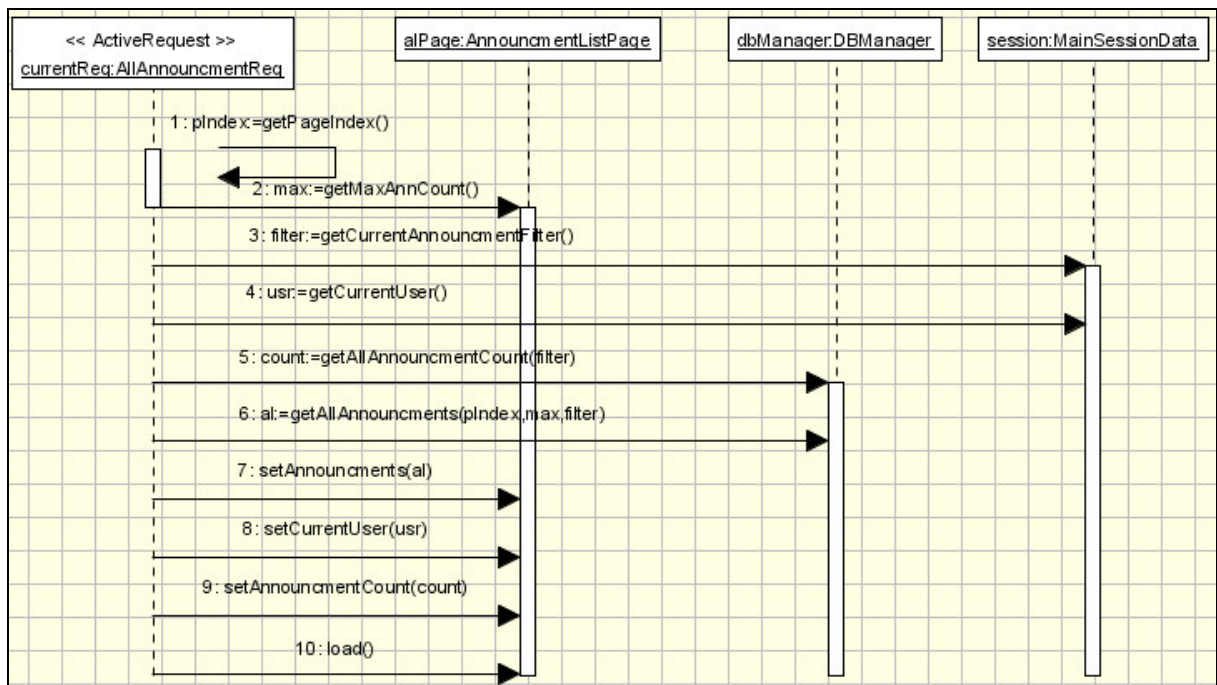 << ActiveRequest >>
currentReq:AllAnnouncmentReq
alPage:AnnouncmentListPage
dbManager:DBManager
session:MainSessionData
1: pIndex:=getPageIndex()
2: max:=getMaxAnnCount()
3: filter:=getCurrentAnnouncmentFilter()
4: usr:=getCurrentUser()
5: count:=getAllAnnouncmentCount(filter)
6: al:=getAllAnnouncments(pIndex,max,filter)
7: setAnnouncments(al)
8: setCurrentUser(usr)
9: setAnnouncmentCount(count)
10: load()